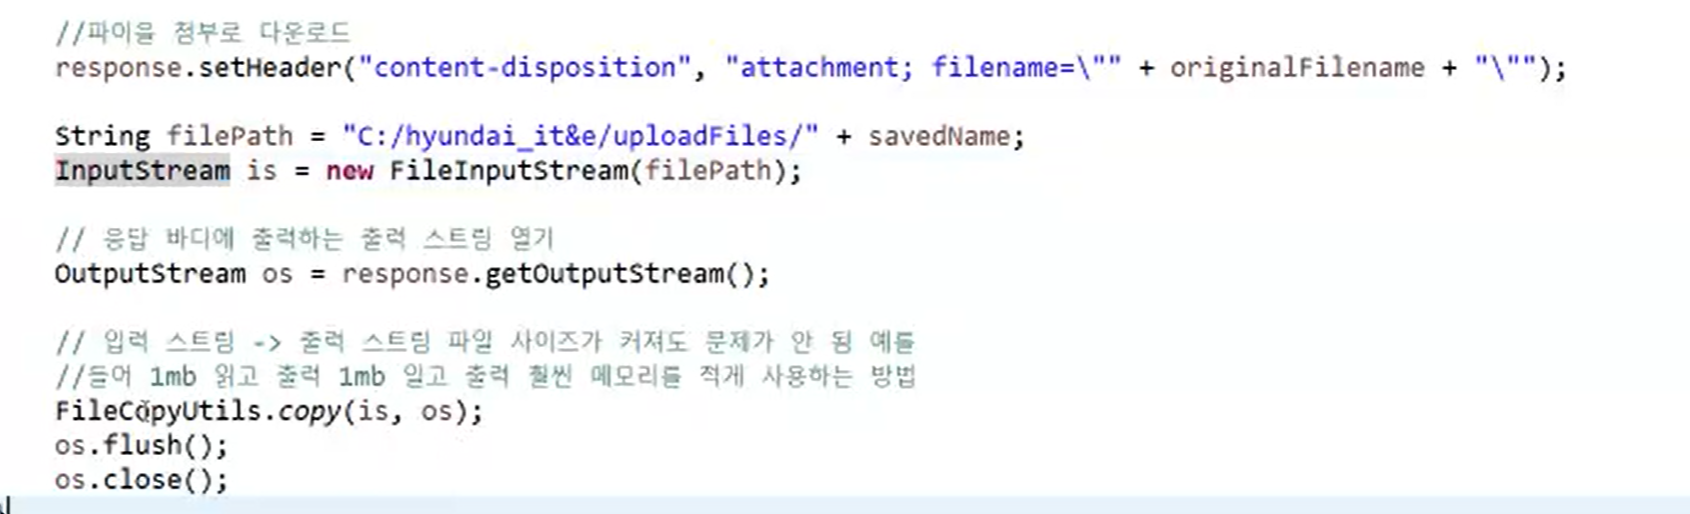 //파이을 첨부로 다운로드
response.setHeader("content-disposition", "attachment; filename=\"" + originalFilename + "\"");
String filePath = "C:/hyundai_it&e/uploadFiles/" + savedName;
InputStream is = new FileInputStream(filePath);
// 응답 바디에 출력하는 출력 스트림 열기
OutputStream os = response.getOutputStream();
// 입력 스트림 -> 출력 스트림 파일 사이즈가 커져도 문제가 안 됨 예를
//들어 1mb 읽고 출력 1mb 읽고 출력 훨씬 메모리를 적게 사용하는 방법
FileCopyUtils.copy(is, os);
os.flush();
os.close();